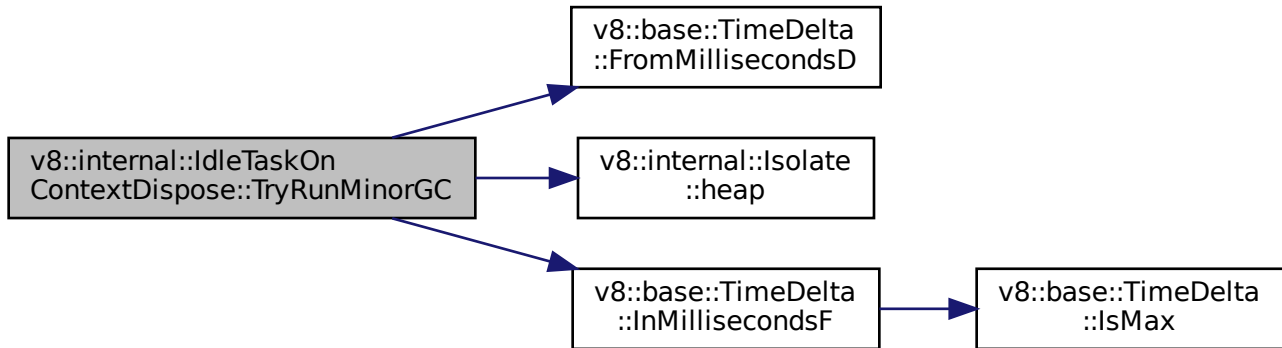 v8::base::TimeDelta
::FromMillisecondsD
v8::internal::IdleTaskOn
ContextDispose::TryRunMinorGC
v8::internal::Isolate
::heap
v8::base::TimeDelta
::InMillisecondsF
v8::base::TimeDelta
::IsMax